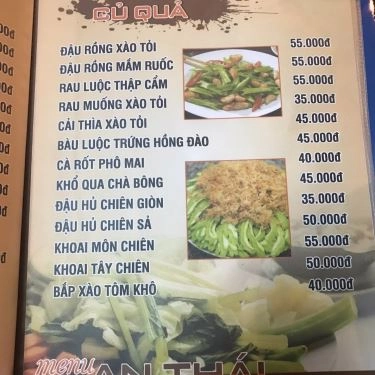 CỦ QUẢ
ĐẬU RỒNG XÀO TỎI 55.000đ
ĐẬU RỒNG MẮM RUỐC 55.000đ
RAU LUỘC THẬP CẨM 55.000đ
RAU MUỐNG XÀO TỎI 35.000đ
CẢI THÌA XÀO TỎI 45.000đ
BẦU LUỘC TRỨNG HỒNG ĐÀO 45.000đ
CÀ RỐT PHÔ MAI 40.000đ
KHỔ QUA CHÀ BÔNG 45.000đ
ĐẬU HỦ CHIÊN GIÒN 35.000đ
ĐẬU HỦ CHIÊN SẢ 50.000đ
KHOAI MÔN CHIÊN 55.000đ
KHOAI TÂY CHIÊN 50.000đ
BẮP XÀO TÔM KHÔ 40.000đ
menu AN THÁI